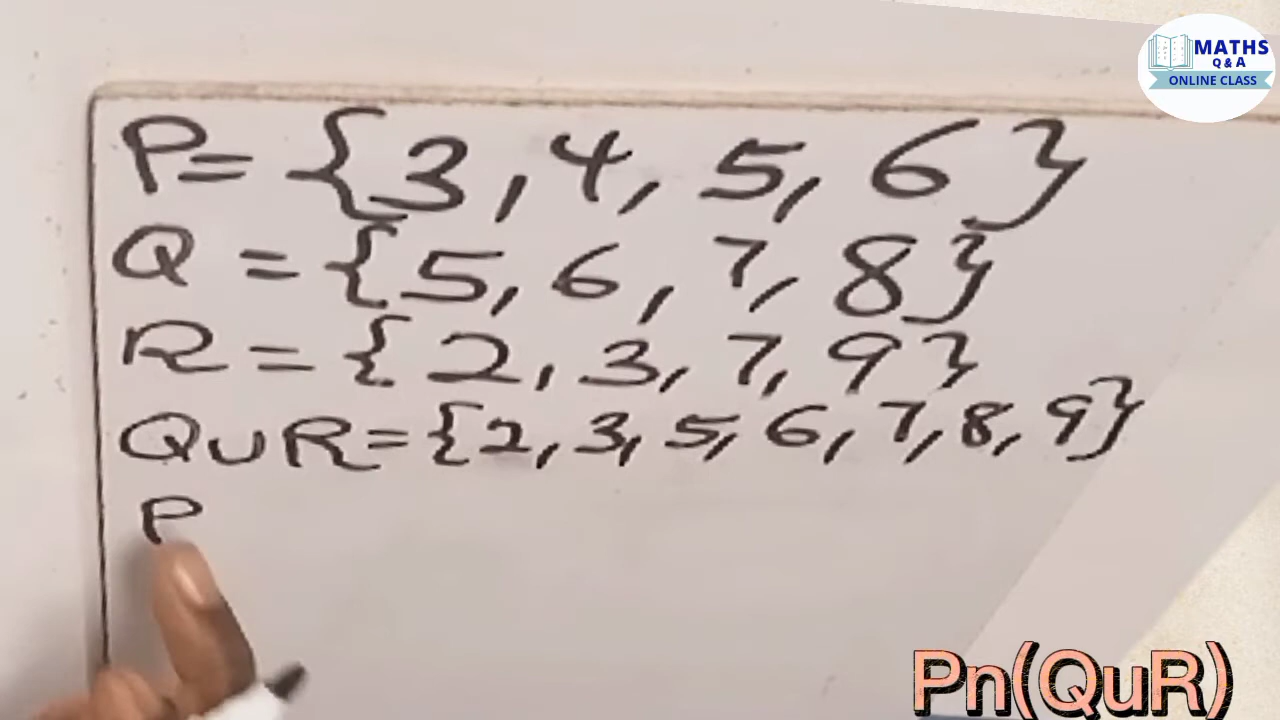 MATHS
Q & A
ONLINE CLASS
P = {3, 4, 5, 6}
Q = {5, 6, 7, 8}
R = {2, 3, 7, 9}
QUR = {2, 3, 5, 6, 7, 8, 9}
P
Pn(QuR)